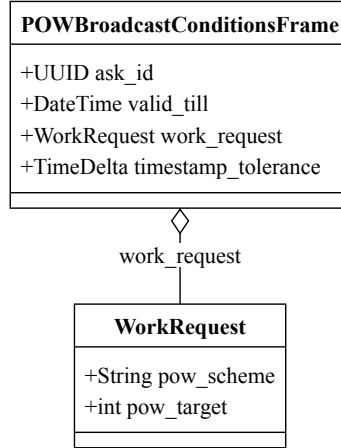 POWBroadcastConditionsFrame
+UUID ask_id
+DateTime valid_till
+WorkRequest work_request
+TimeDelta timestamp_tolerance
work_request
WorkRequest
+String pow_scheme
+int pow_target